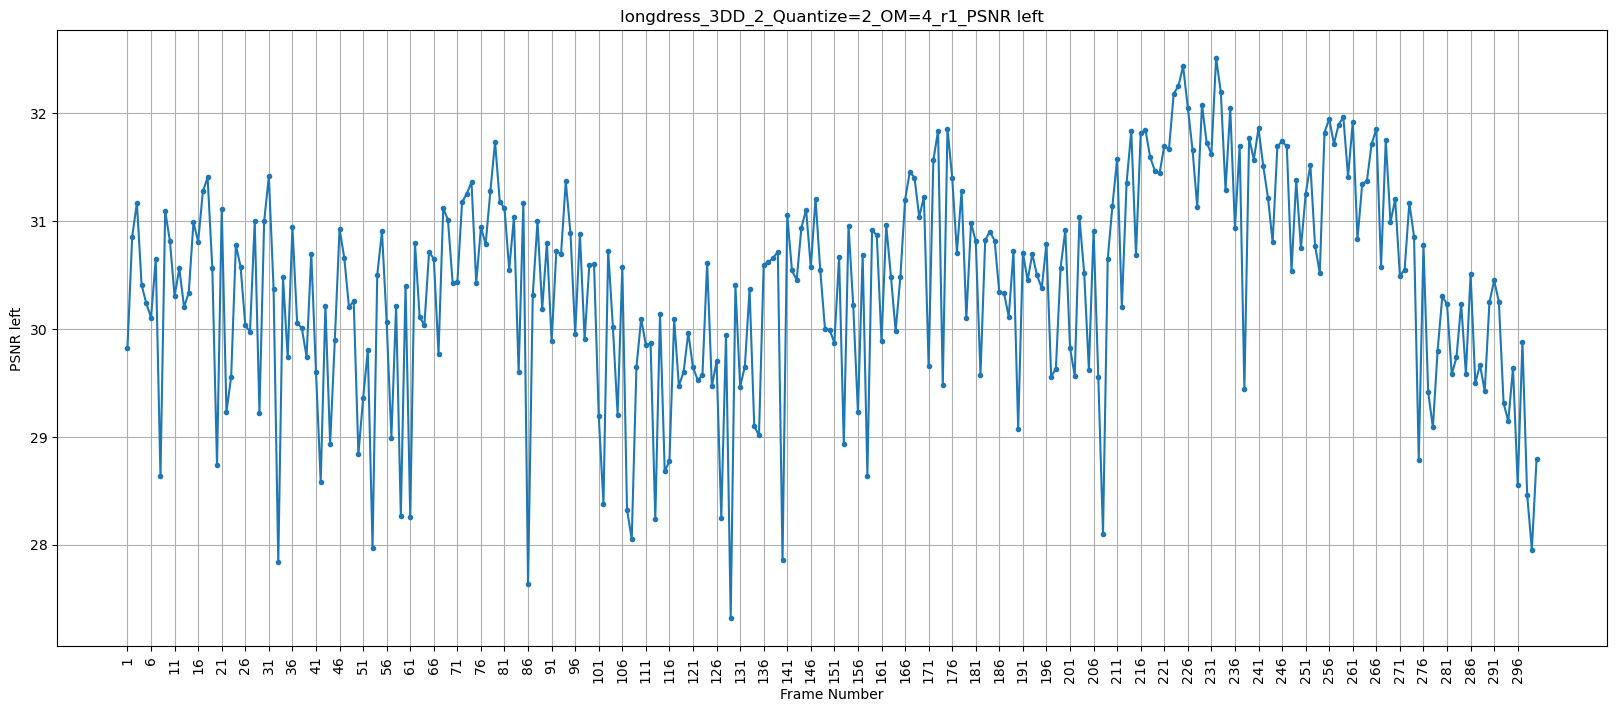 longdress_3DD_2_Quantize=2_OM=4_r1_PSNR left
PSNR left
32
31
30
29
28
1 6 11 16 21 26 31 36 41 46 51 56 61 66 71 76 81 86 91 96 101 106 111 116 121 126 131 136 141 146 151 156 161 166 171 176 181 186 191 196 201 206 211 216 221 226 231 236 241 246 251 256 261 266 271 276 281 286 291 296
Frame Number